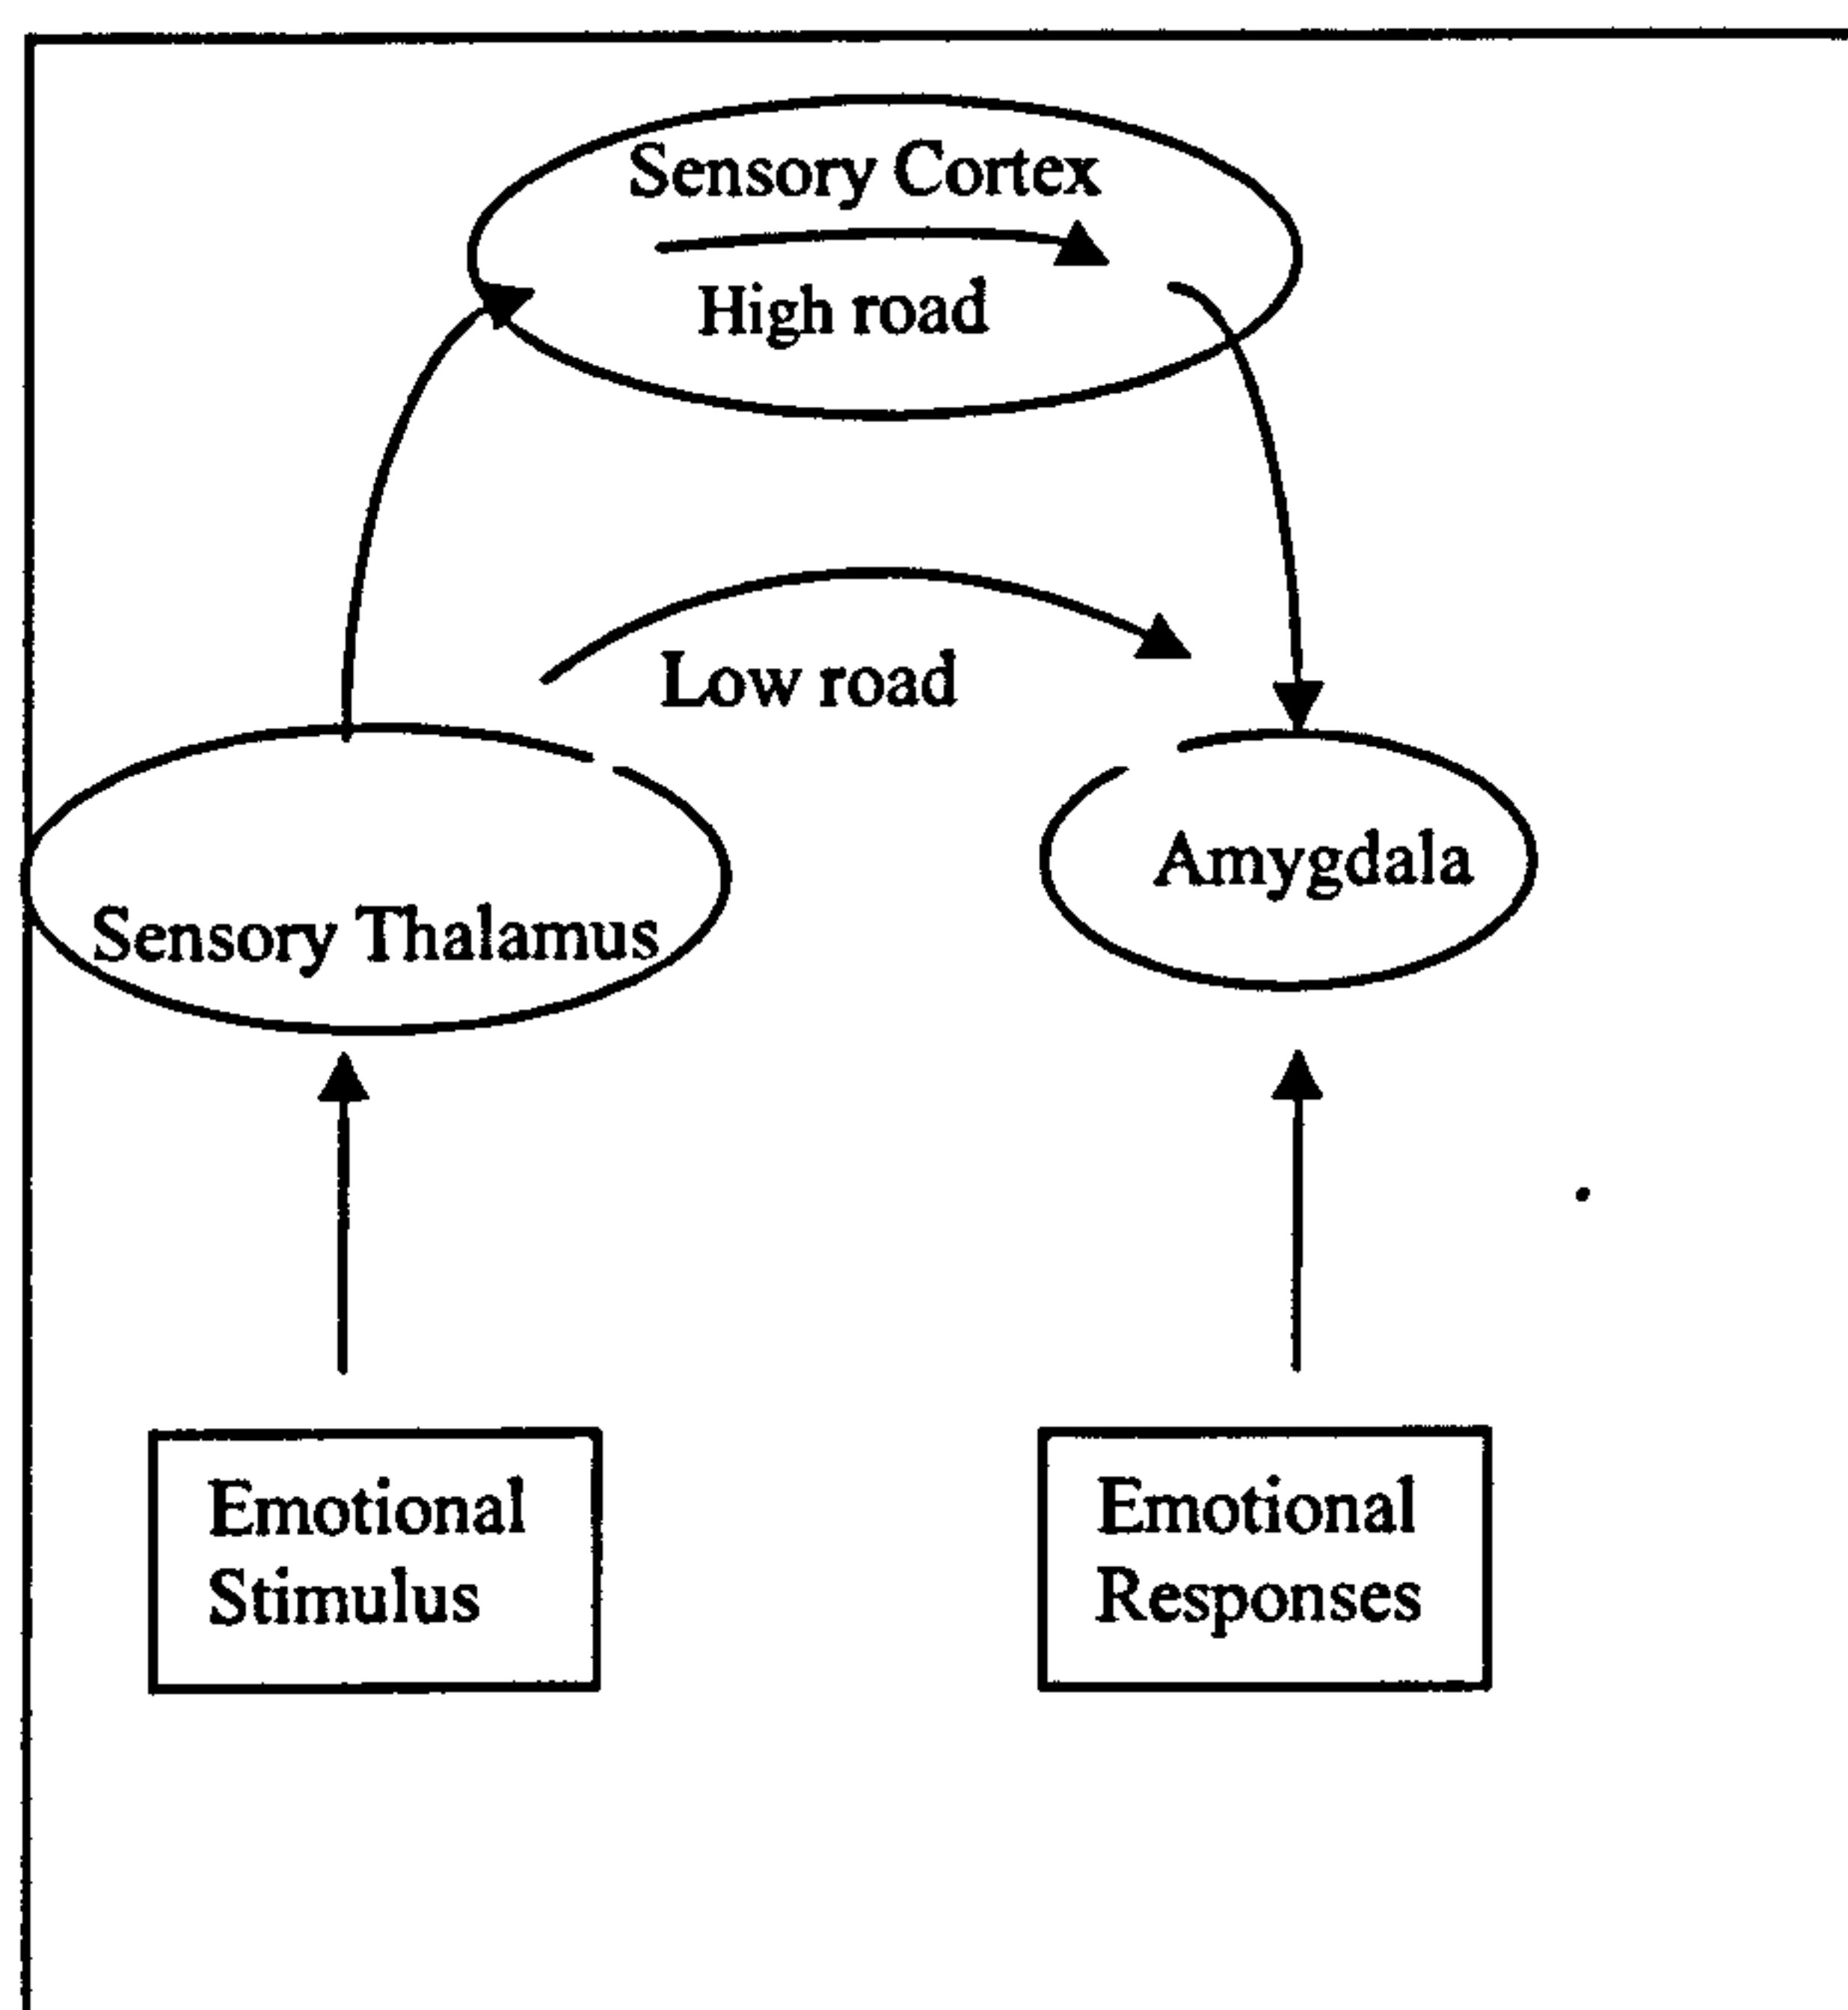 Sensory Cortex
High road
Low road
Sensory Thalamus
Amygdala
Emotional
Stimulus
Emotional
Responses